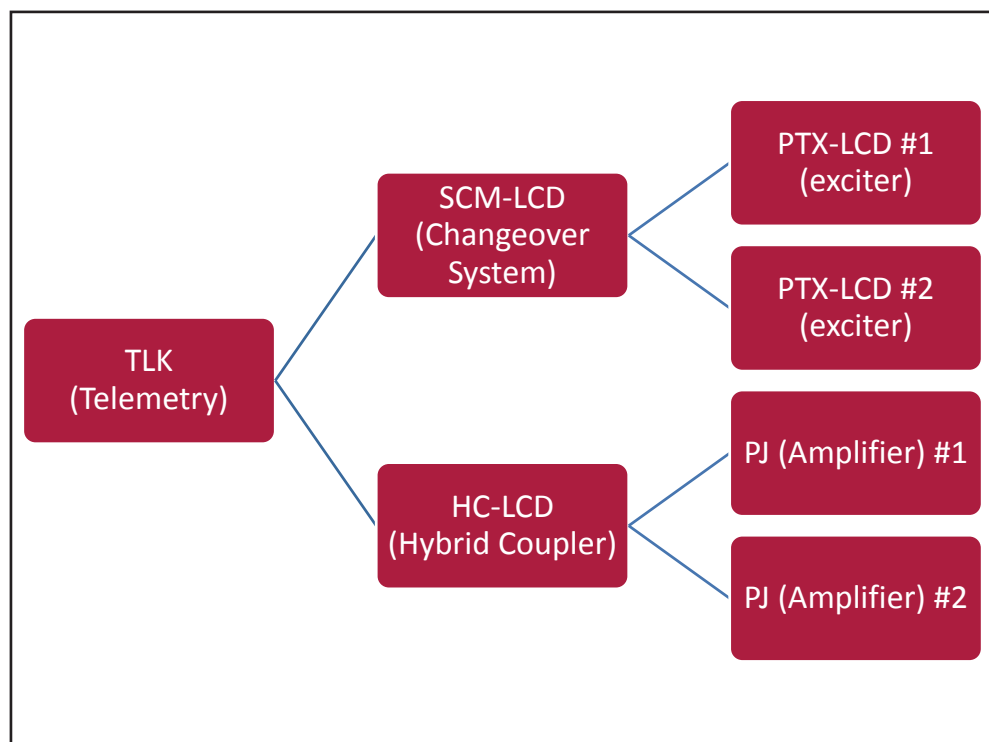 TLK
(Telemetry)
SCM-LCD
(Changeover
System)
HC-LCD
(Hybrid Coupler)
PTX-LCD #1
(exciter)
PTX-LCD #2
(exciter)
PJ (Amplifier) #1
PJ (Amplifier) #2